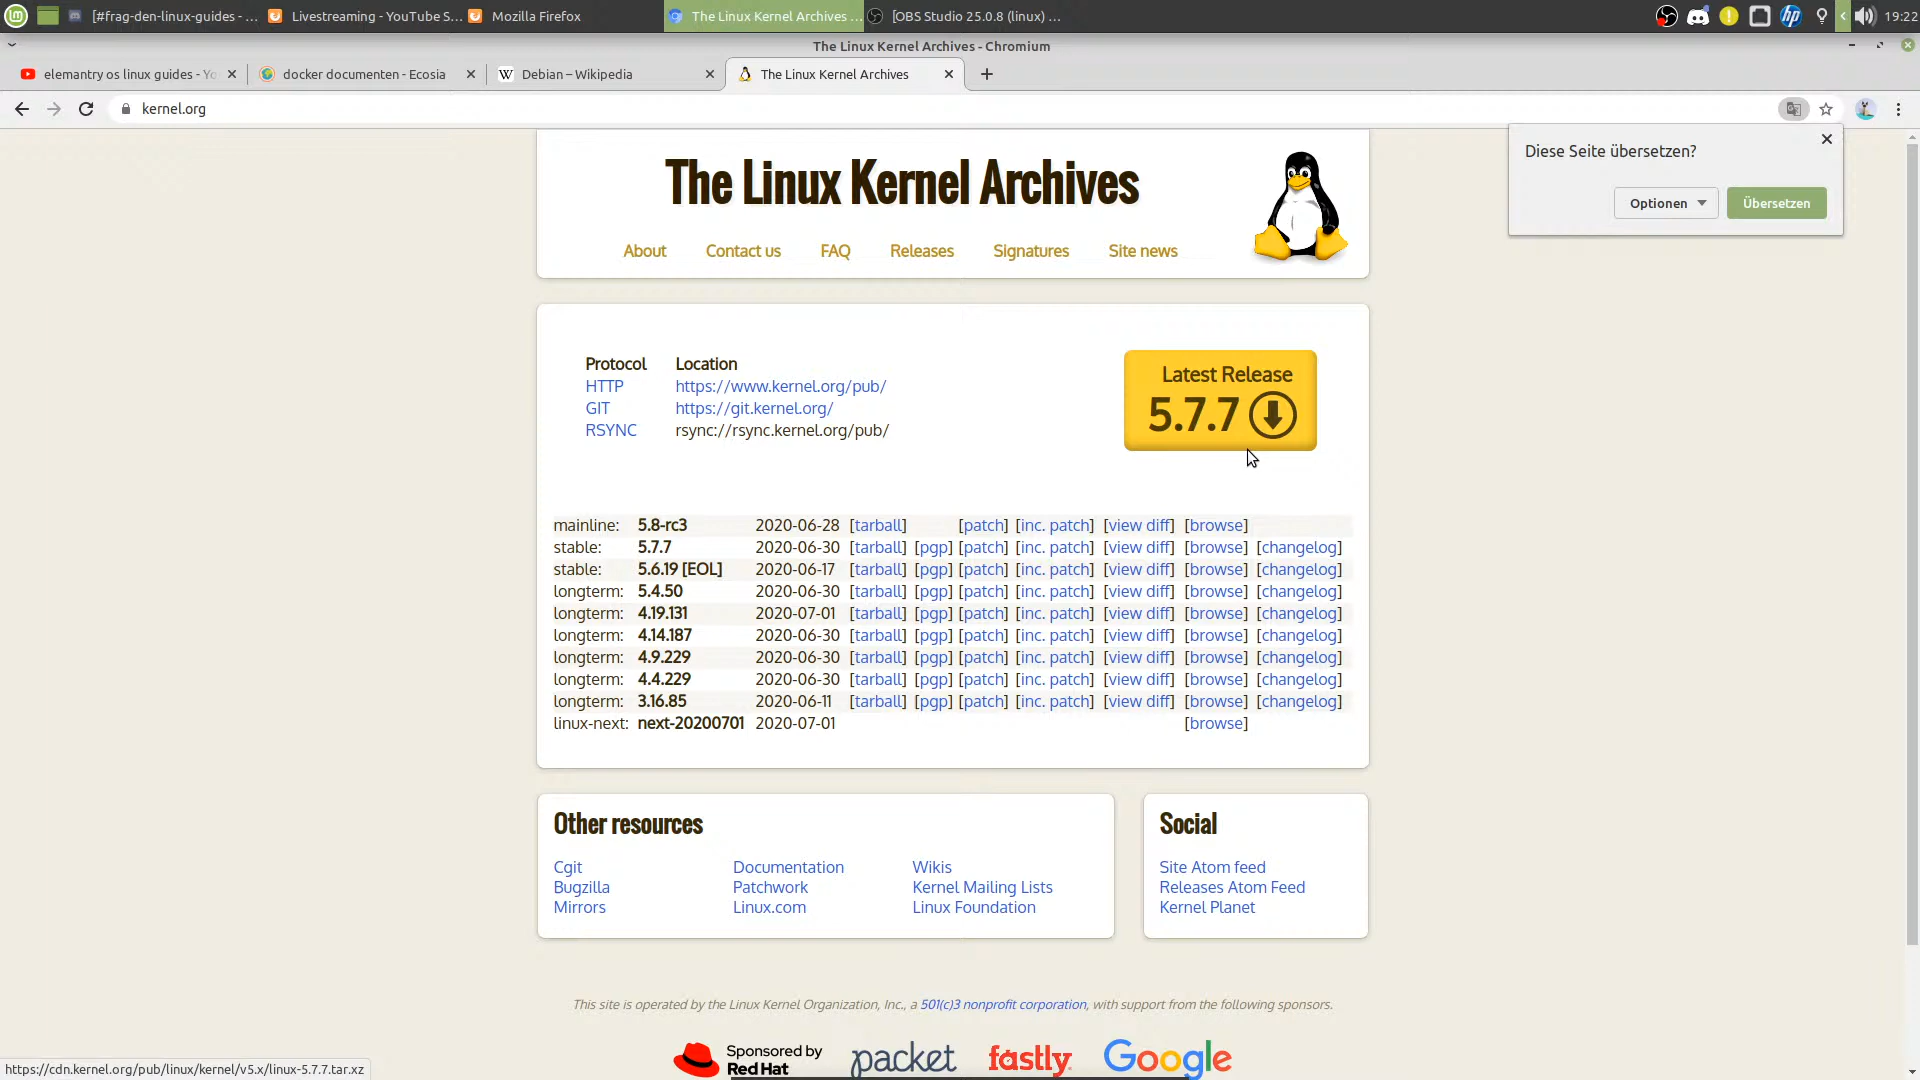 [#frag-den-linux-guides - ...
Livestreaming - YouTube S...
Mozilla Firefox
The Linux Kernel Archives ...
[OBS Studio 25.0.8 (linux) ...
hp
19:22
The Linux Kernel Archives - Chromium
elemantry os linux guides - Yo
docker documenten - Ecosia
W Debian – Wikipedia
The Linux Kernel Archives
kernel.org
Diese Seite übersetzen?
Optionen
Übersetzen
The Linux Kernel Archives
About Contact us FAQ Releases Signatures Site news
Protocol Location
HTTP https://www.kernel.org/pub/
GIT https://git.kernel.org/
RSYNC rsync://rsync.kernel.org/pub/
Latest Release
5.7.7
mainline: 5.8-rc3 2020-06-28 [tarball] [patch] [inc. patch] [view diff] [browse]
stable: 5.7.7 2020-06-30 [tarball] [pgp] [patch] [inc. patch] [view diff] [browse] [changelog]
stable: 5.6.19 [EOL] 2020-06-17 [tarball] [pgp] [patch] [inc. patch] [view diff] [browse] [changelog]
longterm: 5.4.50 2020-06-30 [tarball] [pgp] [patch] [inc. patch] [view diff] [browse] [changelog]
longterm: 4.19.131 2020-07-01 [tarball] [pgp] [patch] [inc. patch] [view diff] [browse] [changelog]
longterm: 4.14.187 2020-06-30 [tarball] [pgp] [patch] [inc. patch] [view diff] [browse] [changelog]
longterm: 4.9.229 2020-06-30 [tarball] [pgp] [patch] [inc. patch] [view diff] [browse] [changelog]
longterm: 4.4.229 2020-06-30 [tarball] [pgp] [patch] [inc. patch] [view diff] [browse] [changelog]
longterm: 3.16.85 2020-06-11 [tarball] [pgp] [patch] [inc. patch] [view diff] [browse] [changelog]
linux-next: next-20200701 2020-07-01 [browse]
Other resources
Cgit Documentation Wikis
Bugzilla Patchwork Kernel Mailing Lists
Mirrors Linux.com Linux Foundation
Social
Site Atom feed
Releases Atom Feed
Kernel Planet
This site is operated by the Linux Kernel Organization, Inc., a 501(c)3 nonprofit corporation, with support from the following sponsors.
Sponsored by
Red Hat
packet
fastly
Google
https://cdn.kernel.org/pub/linux/kernel/v5.x/linux-5.7.7.tar.xz